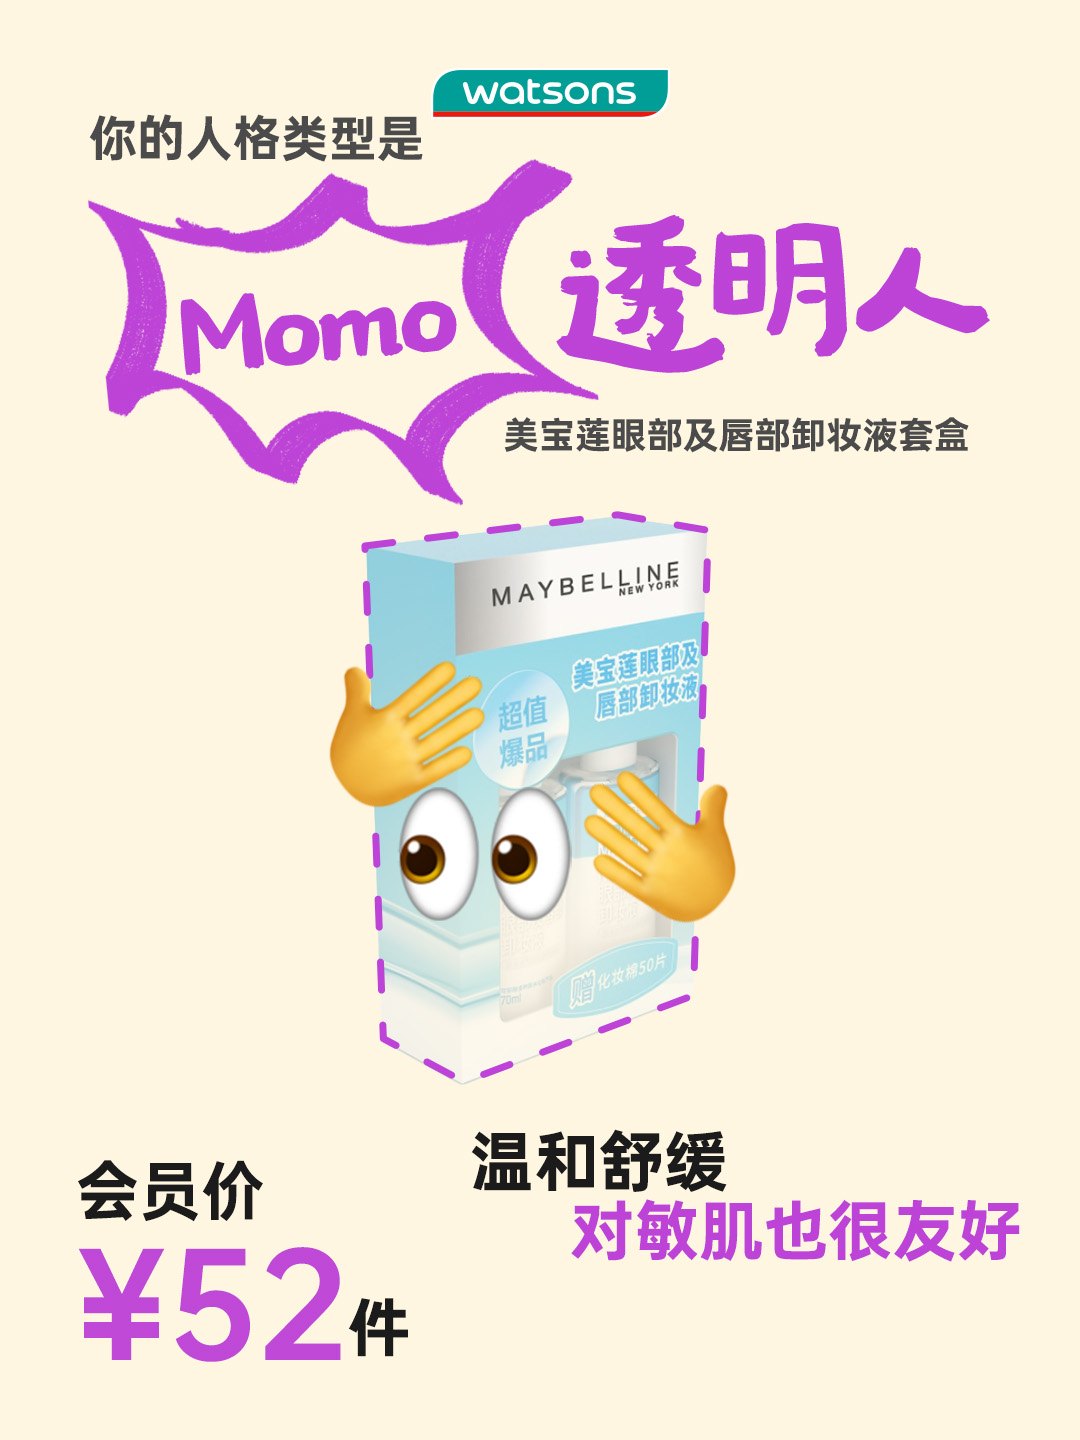 watsons
你的人格类型是
Momo 透明人
美宝莲眼部及唇部卸妆液套盒
MAYBELLINE
NEW YORK
美宝莲眼部及
唇部卸妆液
超值
爆品
赠 化妆棉50片
70ml
温和舒缓
对敏肌也很友好
会员价
¥52件